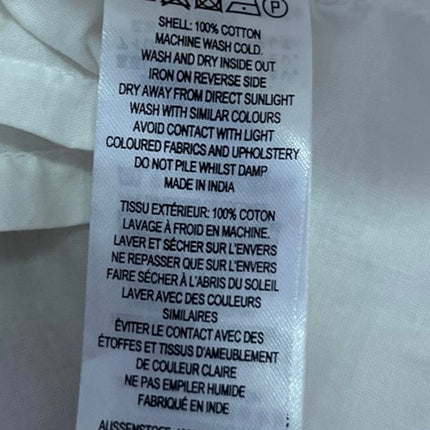 P
SHELL: 100% COTTON
MACHINE WASH COLD.
WASH AND DRY INSIDE OUT
IRON ON REVERSE SIDE
DRY AWAY FROM DIRECT SUNLIGHT
WASH WITH SIMILAR COLOURS
AVOID CONTACT WITH LIGHT
COLOURED FABRICS AND UPHOLSTERY
DO NOT PILE WHILST DAMP
MADE IN INDIA
TISSU EXTÉRIEUR: 100% COTON
LAVAGE À FROID EN MACHINE.
LAVER ET SÉCHER SUR L'ENVERS
NE REPASSER QUE SUR L'ENVERS
FAIRE SÉCHER À L'ABRIS DU SOLEIL
LAVER AVEC DES COULEURS
SIMILAIRES
ÉVITER LE CONTACT AVEC DES
ÉTOFFES ET TISSUS D'AMEUBLEMENT
DE COULEUR CLAIRE
NE PAS EMPILER HUMIDE
FABRIQUÉ EN INDE